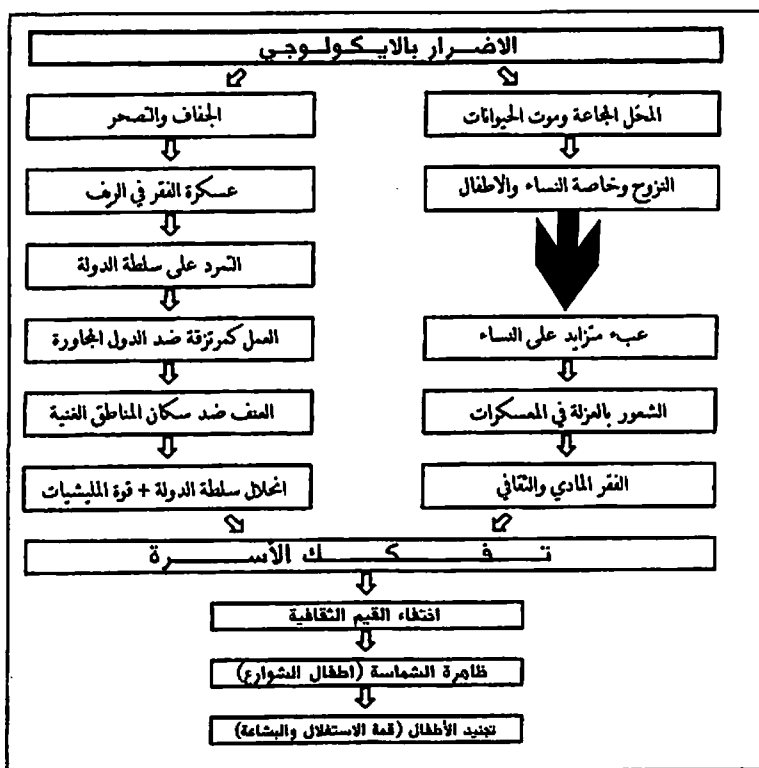 الاضرار بالايكولوجي
المَحْل المجاعة وموت الحيوانات
النزوح وخاصة النساء والاطفال
عبء متزايد على النساء
الشعور بالعزلة في المعسكرات
الفقر المادي والثقافي
الجفاف والتصحر
عسكرة الفقر في الريف
التمرد على سلطة الدولة
العمل كمرتزقة ضد الدول المجاورة
العنف ضد سكان المناطق الغنية
انحلال سلطة الدولة + قوة المليشيات
تفكك الأسرة
اختفاء القيم الثقافية
ظاهرة الشماسة (اطفال الشوارع)
تجنيد الأطفال (قمة الاستغلال والبشاعة)